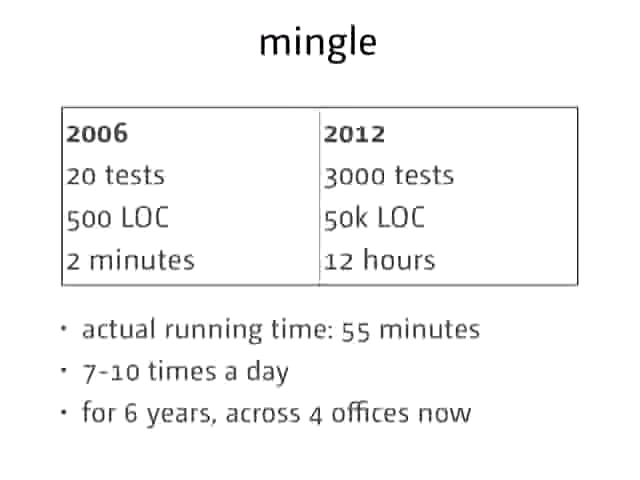 mingle
2006 2012
20 tests 3000 tests
500 LOC 50k LOC
2 minutes 12 hours
• actual running time: 55 minutes
• 7-10 times a day
• for 6 years, across 4 offices now